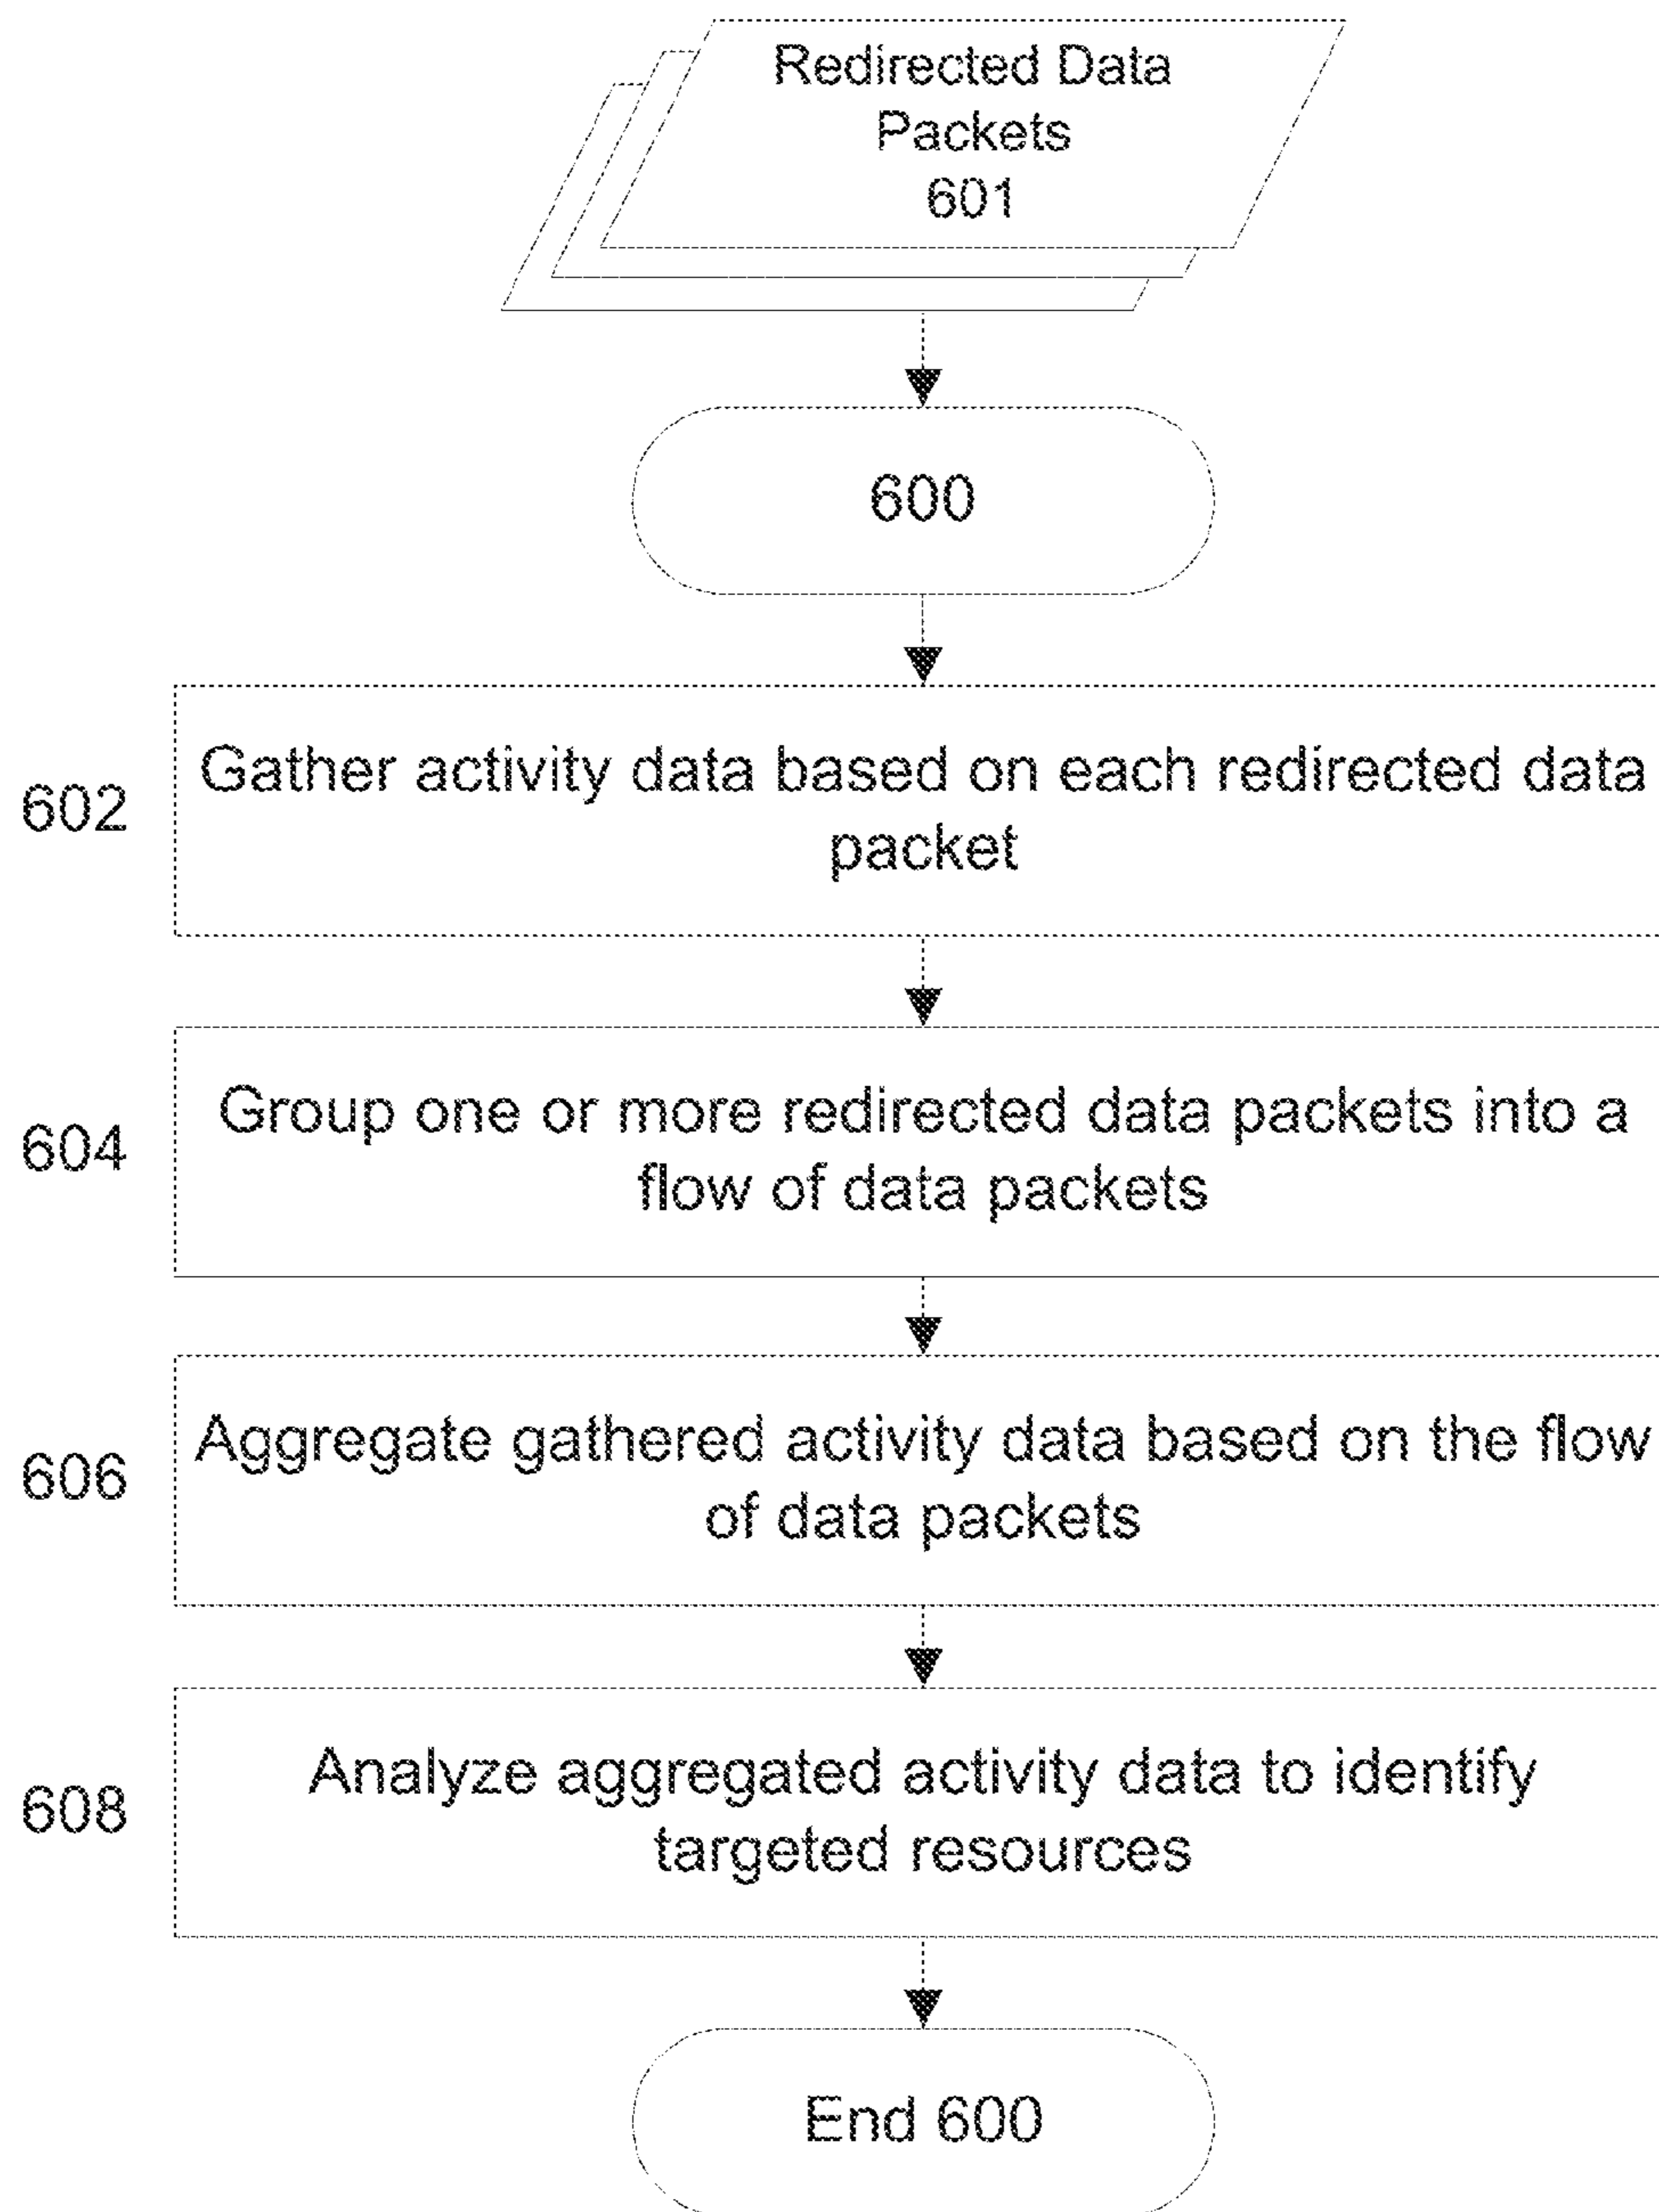 Redirected Data
Packets
601
600
602
Gather activity data based on each redirected data
packet
604
Group one or more redirected data packets into a
flow of data packets
606
Aggregate gathered activity data based on the flow
of data packets
608
Analyze aggregated activity data to identify
targeted resources
End 600